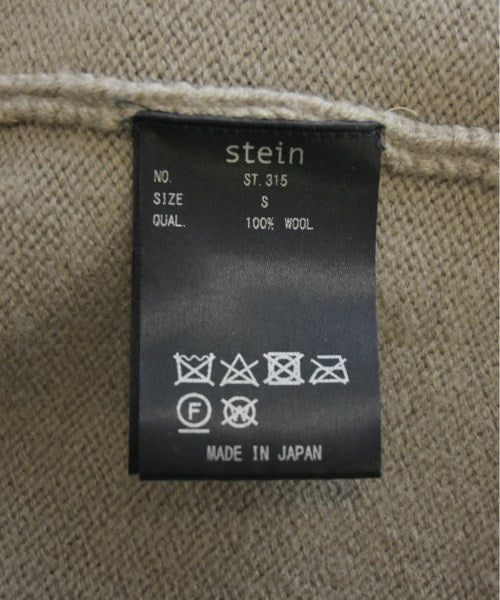 stein
NO. ST.315
SIZE S
QUAL. 100% WOOL
F W
MADE IN JAPAN